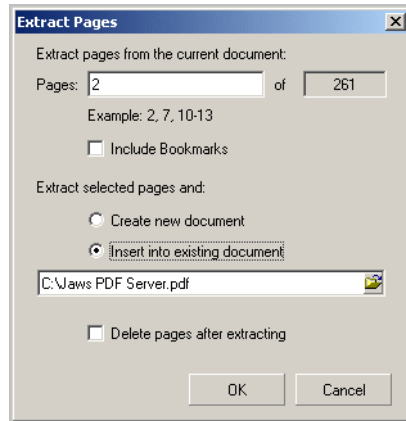 Extract Pages
Extract pages from the current document:
Pages: 2 of 261
Example: 2, 7, 10-13
Include Bookmarks
Extract selected pages and:
Create new document
Insert into existing document
C:\Jaws PDF Server.pdf
Delete pages after extracting
OK Cancel